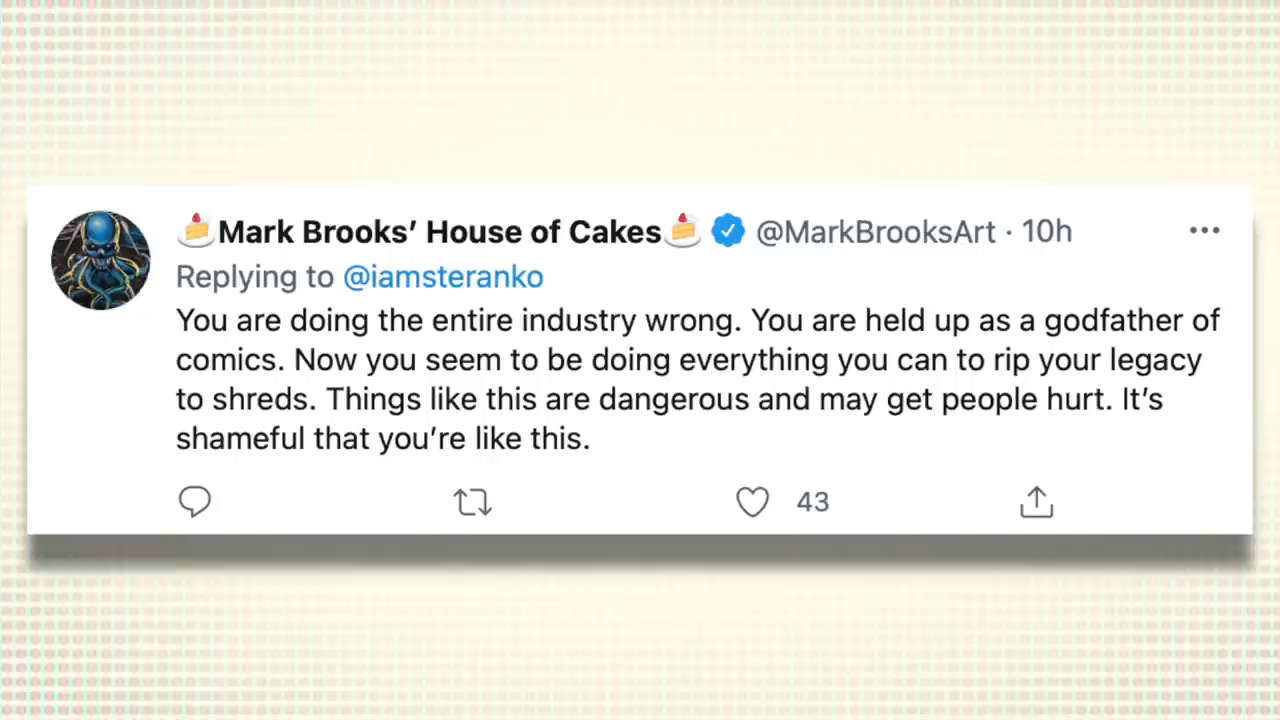 🍰Mark Brooks’ House of Cakes🍰 @MarkBrooksArt · 10h
Replying to @iamsteranko
You are doing the entire industry wrong. You are held up as a godfather of
comics. Now you seem to be doing everything you can to rip your legacy
to shreds. Things like this are dangerous and may get people hurt. It’s
shameful that you’re like this.
43